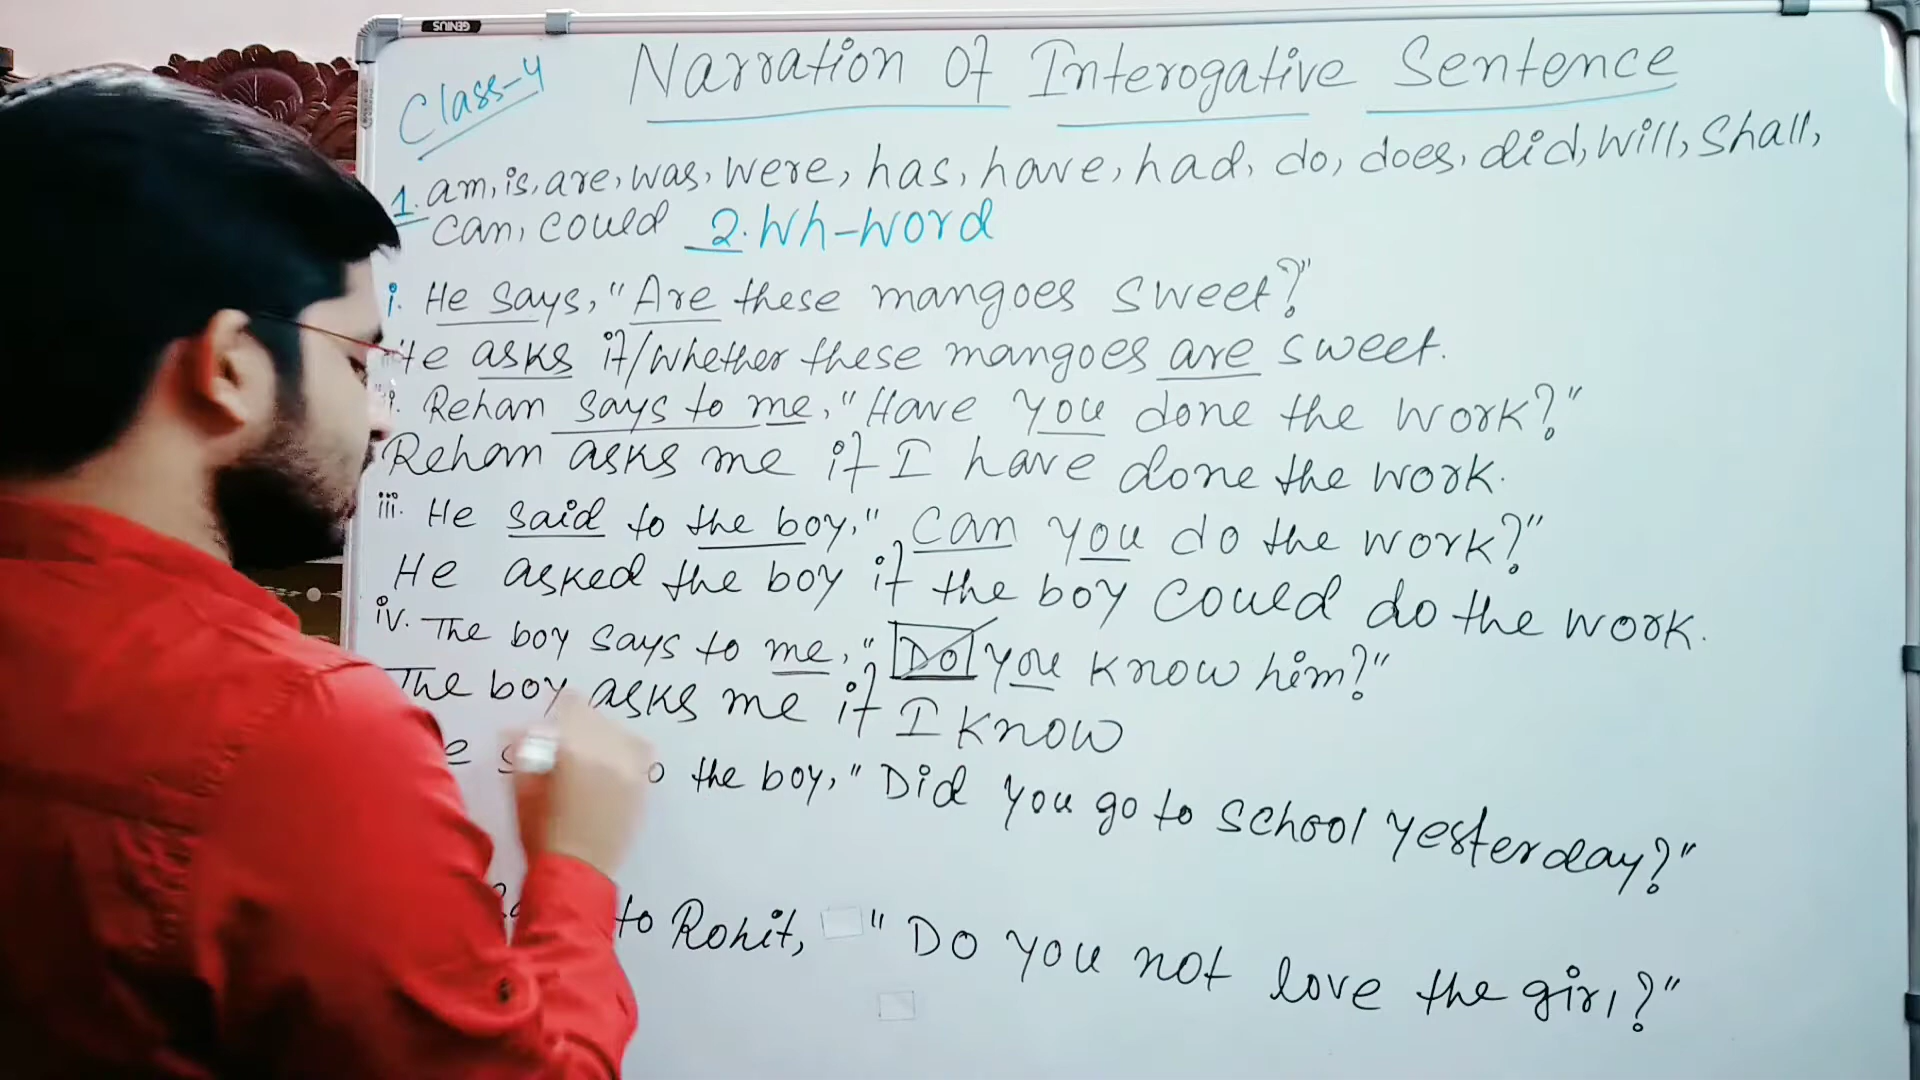 GENIUS
Class-4
Narration Of Interogative Sentence
1. am, is, are, was, were, has, have, had, do, does, did, will, shall,
can, could 2. Wh-Word
i. He says, "Are these mangoes sweet?"
He asks if/whether these mangoes are sweet.
Rehan says to me, "Have you done the work?"
Rehan asks me if I have done the work.
iii. He said to the boy, "Can you do the work?"
He asked the boy if the boy could do the work.
iv. The boy says to me, "Do you know him?"
The boy asks me if I know
the boy, "Did you go to school yesterday?"
to Rohit, "Do you not love the girl?"